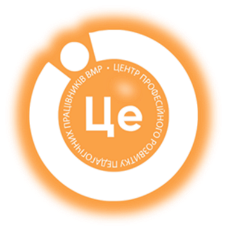 ЦЕНТР ПРОФЕСІЙНОГО РОЗВИТКУ ПЕДАГОГІЧНИХ ПРАЦІВНИКІВ ВМР •
Це